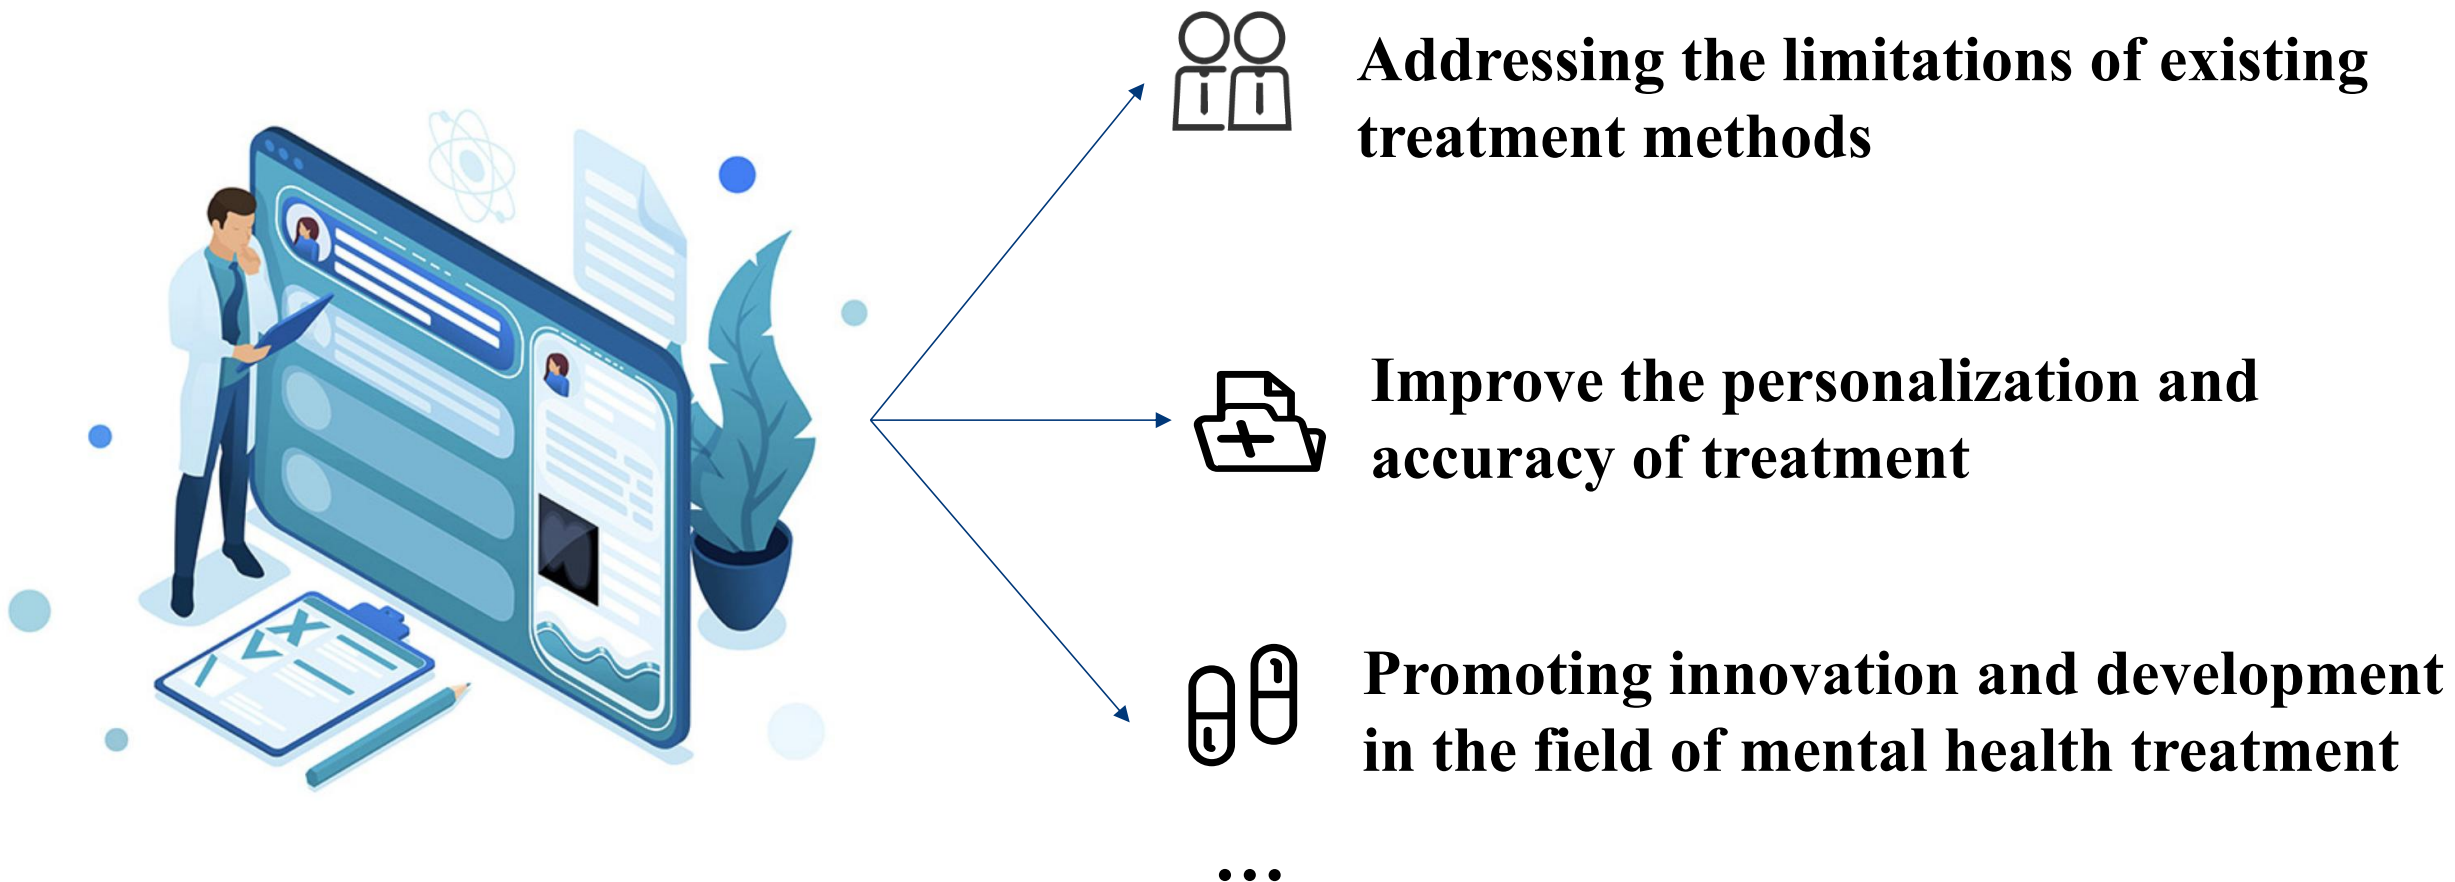 Addressing the limitations of existing
treatment methods
Improve the personalization and
accuracy of treatment
Promoting innovation and development
in the field of mental health treatment
...